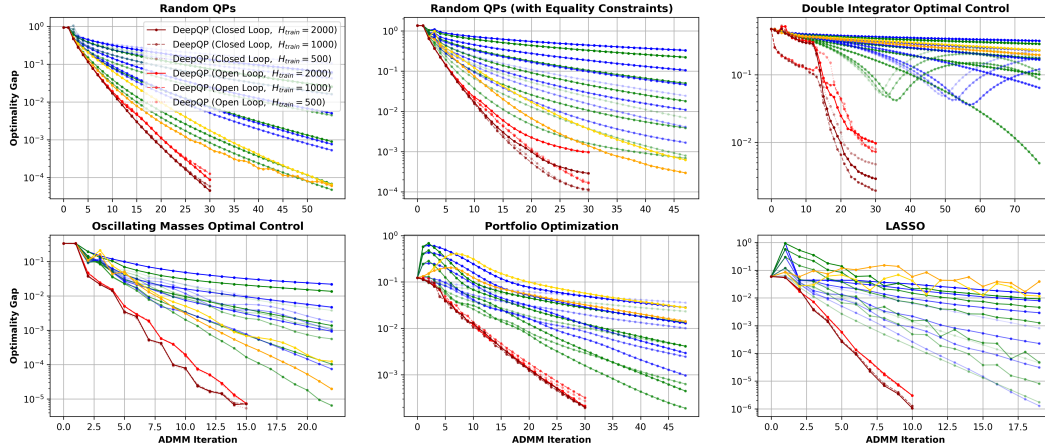 Random QPs
Random QPs (with Equality Constraints)
Double Integrator Optimal Control
Optimality Gap
10⁰
10⁻¹
10⁻²
10⁻³
10⁻⁴
0 5 10 15 20 25 30 35 40 45 50
DeepQP (Closed Loop, H_train = 2000)
DeepQP (Closed Loop, H_train = 1000)
DeepQP (Closed Loop, H_train = 500)
DeepQP (Open Loop, H_train = 2000)
DeepQP (Open Loop, H_train = 1000)
DeepQP (Open Loop, H_train = 500)
10⁰
10⁻¹
10⁻²
10⁻³
10⁻⁴
0 5 10 15 20 25 30 35 40 45
10⁻¹
10⁻²
0 10 20 30 40 50 60 70
Oscillating Masses Optimal Control
Portfolio Optimization
LASSO
Optimality Gap
10⁻¹
10⁻²
10⁻³
10⁻⁴
10⁻⁵
0.0 2.5 5.0 7.5 10.0 12.5 15.0 17.5 20.0
ADMM Iteration
10⁰
10⁻¹
10⁻²
10⁻³
0 5 10 15 20 25 30 35 40 45
ADMM Iteration
10⁰
10⁻¹
10⁻²
10⁻³
10⁻⁴
10⁻⁵
10⁻⁶
0.0 2.5 5.0 7.5 10.0 12.5 15.0 17.5
ADMM Iteration